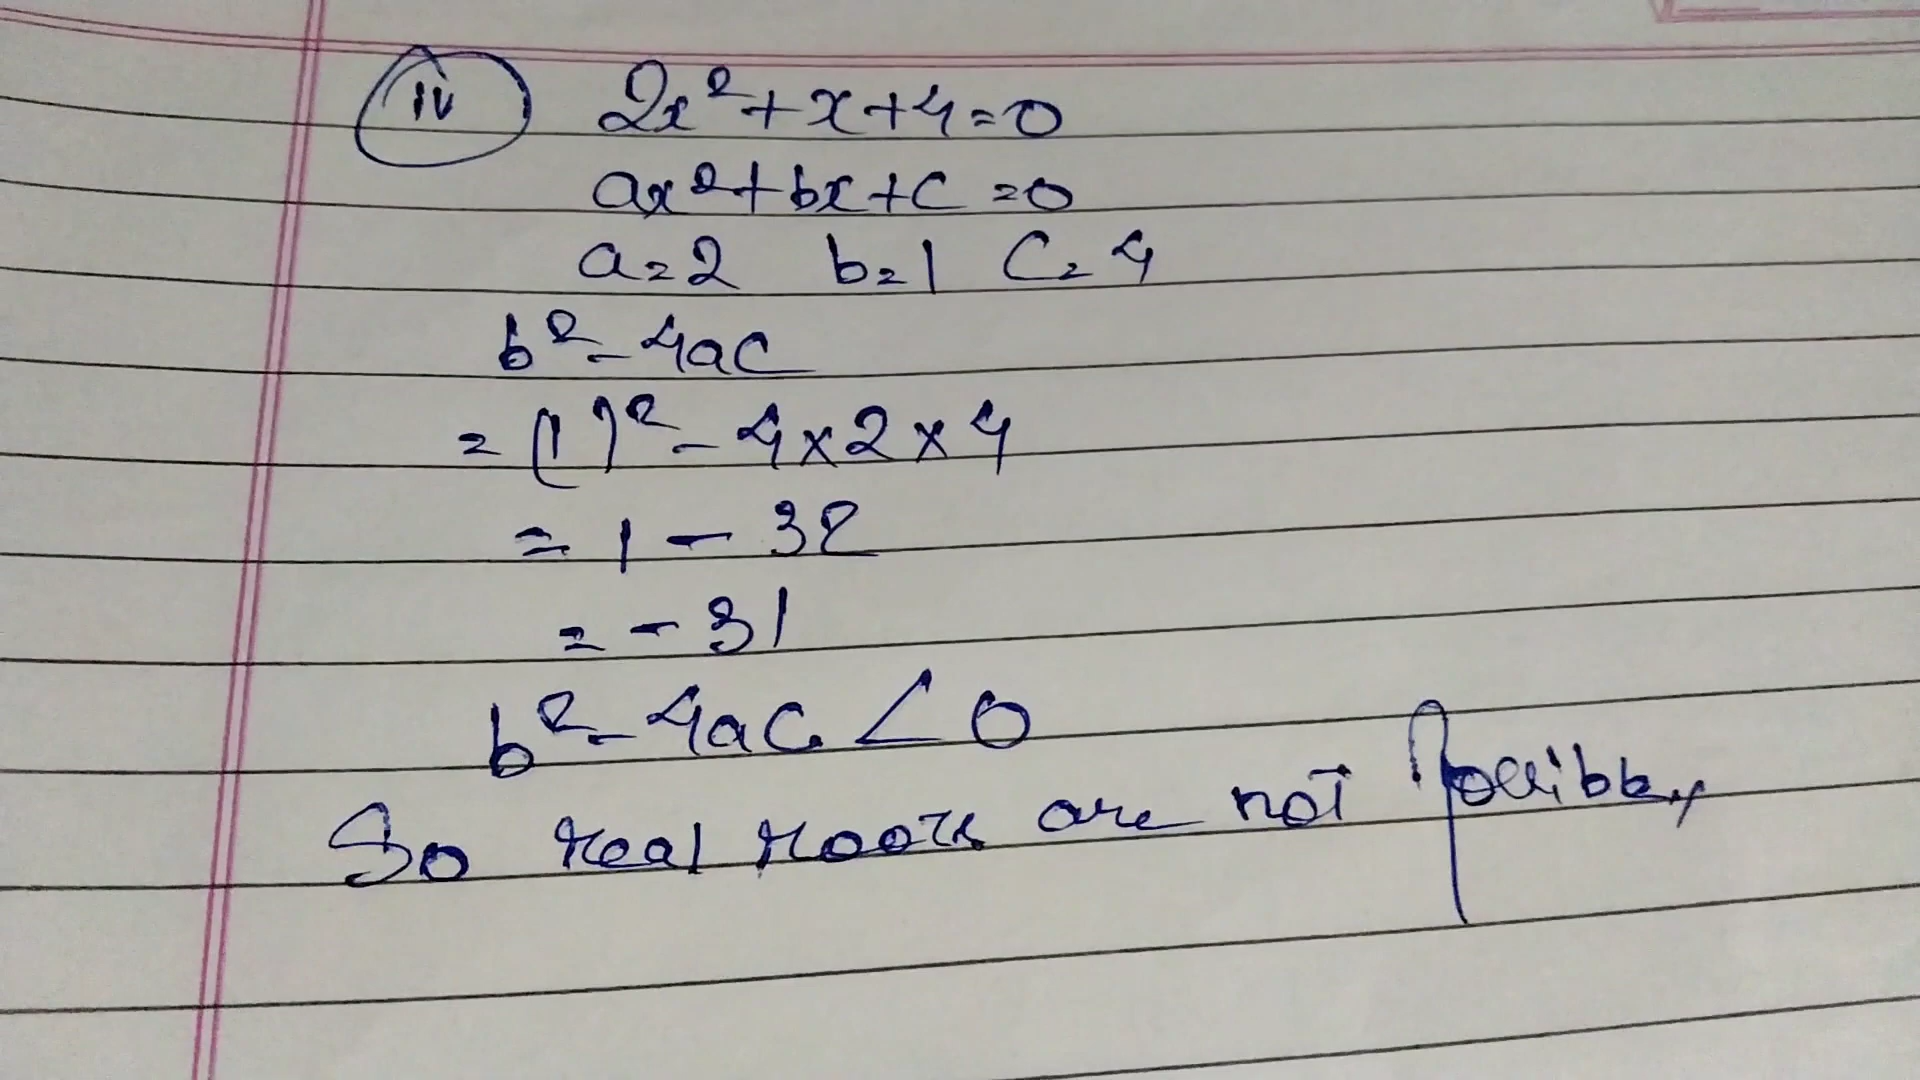 iv 2x²+x+4=0
ax²+bx+c=0
a=2 b=1 c=4
b²-4ac
= (1)²-4×2×4
= 1-32
= -31
b²-4ac < 0
So real roots are not possible,